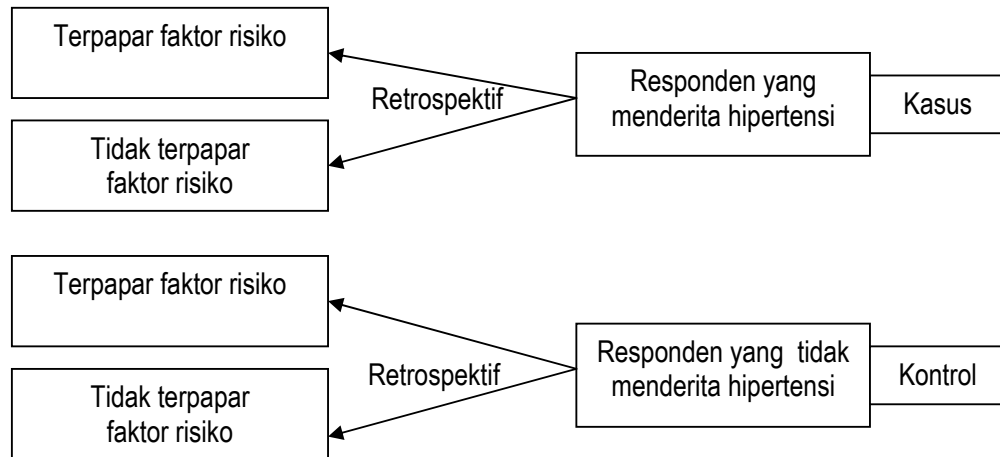 Terpapar faktor risiko
Retrospektif
Responden yang
menderita hipertensi
Kasus
Tidak terpapar
faktor risiko
Terpapar faktor risiko
Retrospektif
Responden yang  tidak
menderita hipertensi
Kontrol
Tidak terpapar
faktor risiko